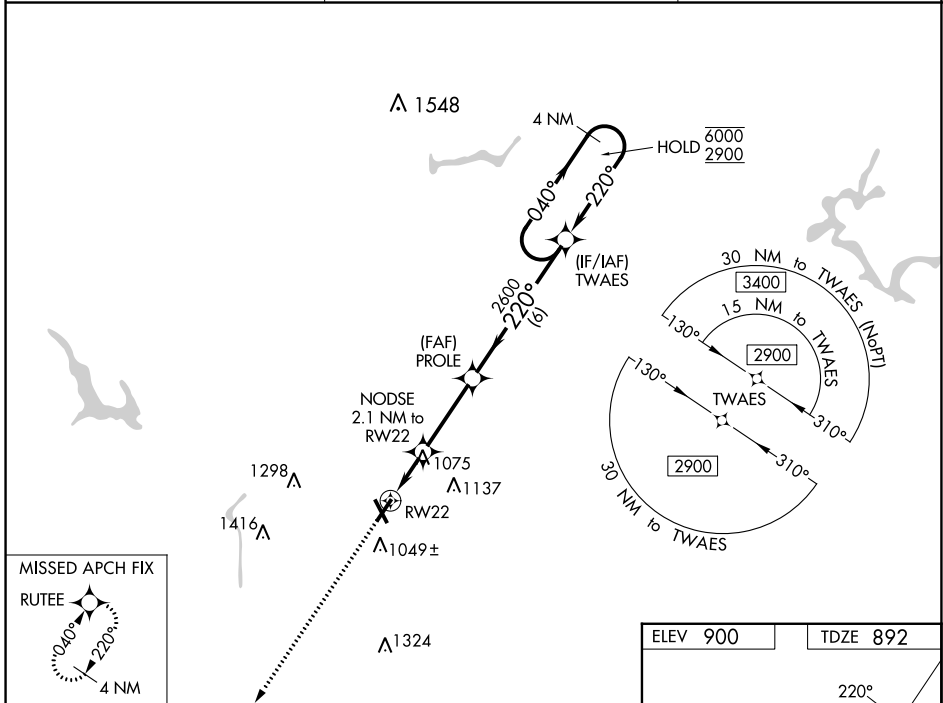 1548
4 NM
HOLD 6000
2900
040°
220°
(IF/IAF)
TWAES
2600
220°
(6)
30 NM to TWAES (NoPT)
3400
15 NM to TWAES
130°
2900
TWAES
310°
(FAF)
PROLE
NODSE
2.1 NM to
RW22
1075
1137
1298
1416
RW22
1049±
1324
130°
310°
2900
30 NM to TWAES
MISSED APCH FIX
RUTEE
040°
220°
4 NM
ELEV 900
TDZE 892
220°